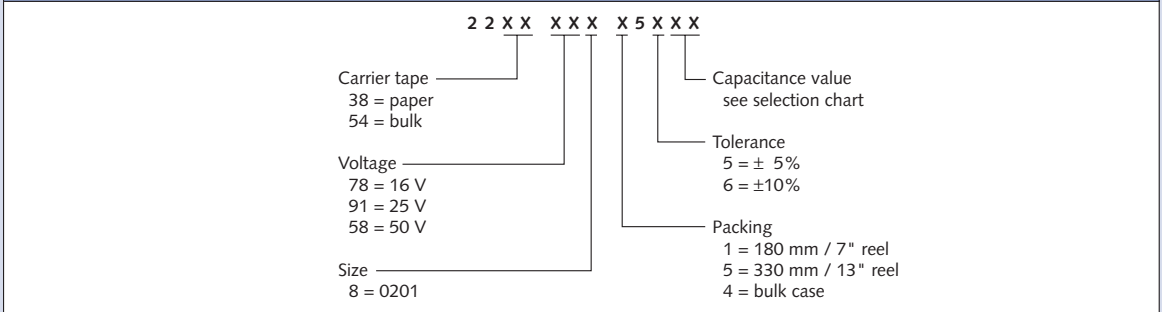 2 2 X X X X X X 5 X X X
Carrier tape
38 = paper
54 = bulk
Voltage
78 = 16 V
91 = 25 V
58 = 50 V
Size
8 = 0201
Capacitance value
see selection chart
Tolerance
5 = ± 5%
6 = ±10%
Packing
1 = 180 mm / 7" reel
5 = 330 mm / 13" reel
4 = bulk case